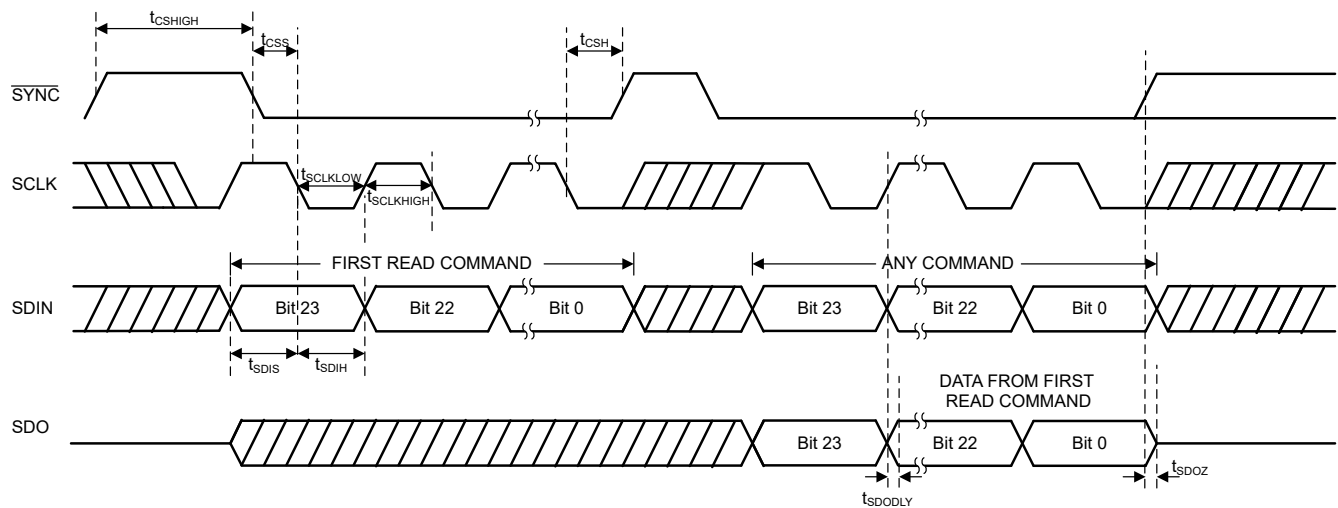 tCSHIGH
tCSS
tCSH
SYNC
SCLK
tSCLKLOW
tSCLKHIGH
FIRST READ COMMAND
ANY COMMAND
SDIN
Bit 23
Bit 22
Bit 0
Bit 23
Bit 22
Bit 0
tSDIS
tSDIH
DATA FROM FIRST
READ COMMAND
SDO
Bit 23
Bit 22
Bit 0
tSDODLY
tSDOZ